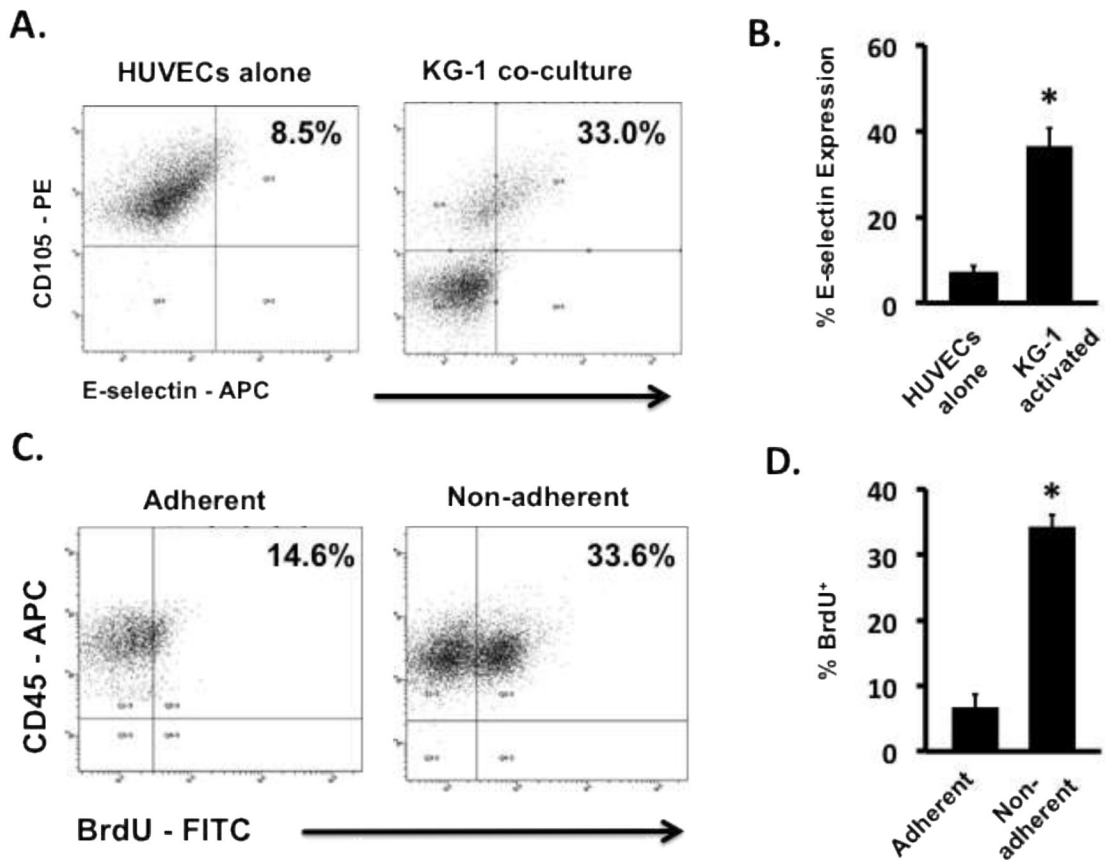 A.
HUVECs alone
KG-1 co-culture
8.5%
33.0%
CD105 - PE
E-selectin - APC
B.
% E-selectin Expression
60
40
20
0
*
HUVECs
alone
KG-1
activated
C.
Adherent
Non-adherent
14.6%
33.6%
CD45 - APC
BrdU - FITC
D.
% BrdU⁺
40
30
20
10
0
*
Adherent
Non-
adherent